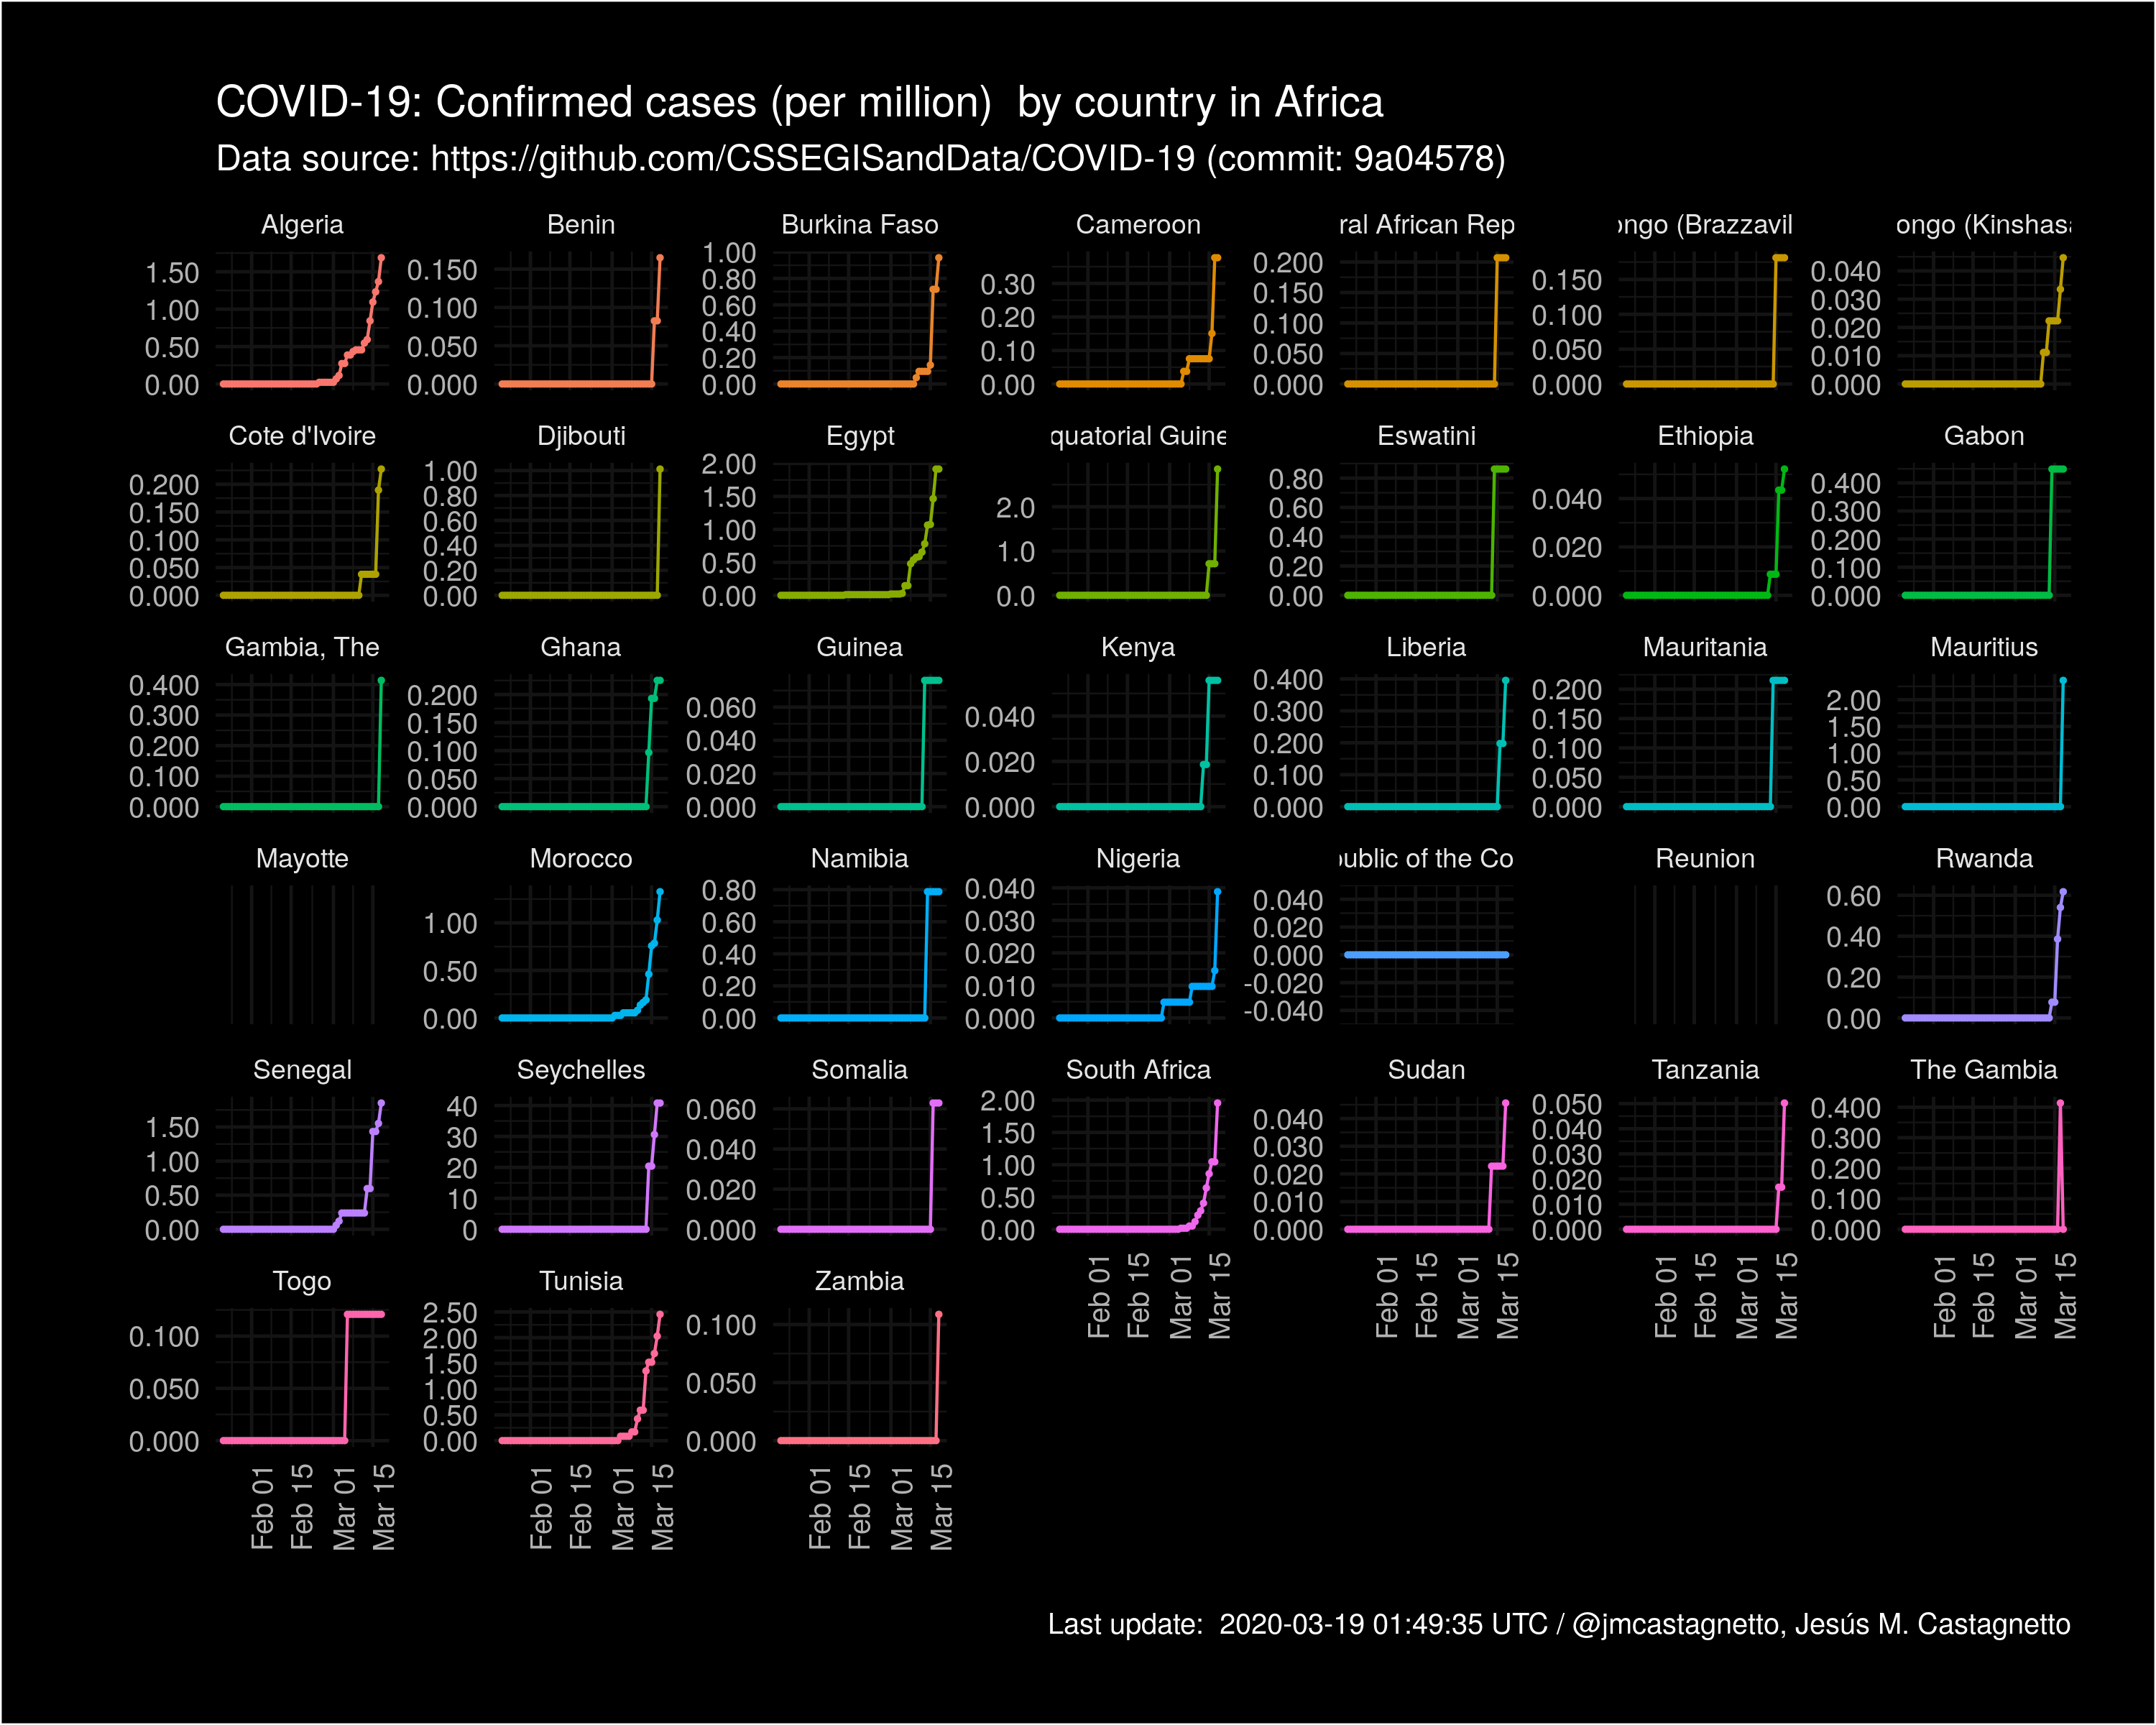 COVID-19: Confirmed cases (per million)  by country in Africa
Data source: https://github.com/CSSEGISandData/COVID-19 (commit: 9a04578)
Algeria
1.50
1.00
0.50
0.00
Benin
0.150
0.100
0.050
0.000
Burkina Faso
1.00
0.80
0.60
0.40
0.20
0.00
Cameroon
0.30
0.20
0.10
0.00
ral African Rep
0.200
0.150
0.100
0.050
0.000
ongo (Brazzavil
0.150
0.100
0.050
0.000
ongo (Kinshasa
0.040
0.030
0.020
0.010
0.000
Cote d'Ivoire
0.200
0.150
0.100
0.050
0.000
Djibouti
1.00
0.80
0.60
0.40
0.20
0.00
Egypt
2.00
1.50
1.00
0.50
0.00
quatorial Guine
2.0
1.0
0.0
Eswatini
0.80
0.60
0.40
0.20
0.00
Ethiopia
0.040
0.020
0.000
Gabon
0.400
0.300
0.200
0.100
0.000
Gambia, The
0.400
0.300
0.200
0.100
0.000
Ghana
0.200
0.150
0.100
0.050
0.000
Guinea
0.060
0.040
0.020
0.000
Kenya
0.040
0.020
0.000
Liberia
0.400
0.300
0.200
0.100
0.000
Mauritania
0.200
0.150
0.100
0.050
0.000
Mauritius
2.00
1.50
1.00
0.50
0.00
Mayotte
Morocco
1.00
0.50
0.00
Namibia
0.80
0.60
0.40
0.20
0.00
Nigeria
0.040
0.030
0.020
0.010
0.000
public of the Co
0.040
0.020
0.000
-0.020
-0.040
Reunion
Rwanda
0.60
0.40
0.20
0.00
Senegal
1.50
1.00
0.50
0.00
Seychelles
40
30
20
10
0
Somalia
0.060
0.040
0.020
0.000
South Africa
2.00
1.50
1.00
0.50
0.00
Feb 01
Feb 15
Mar 01
Mar 15
Sudan
0.040
0.030
0.020
0.010
0.000
Feb 01
Feb 15
Mar 01
Mar 15
Tanzania
0.050
0.040
0.030
0.020
0.010
0.000
Feb 01
Feb 15
Mar 01
Mar 15
The Gambia
0.400
0.300
0.200
0.100
0.000
Feb 01
Feb 15
Mar 01
Mar 15
Togo
0.100
0.050
0.000
Feb 01
Feb 15
Mar 01
Mar 15
Tunisia
2.50
2.00
1.50
1.00
0.50
0.00
Feb 01
Feb 15
Mar 01
Mar 15
Zambia
0.100
0.050
0.000
Feb 01
Feb 15
Mar 01
Mar 15
Last update:  2020-03-19 01:49:35 UTC / @jmcastagnetto, Jesús M. Castagnetto